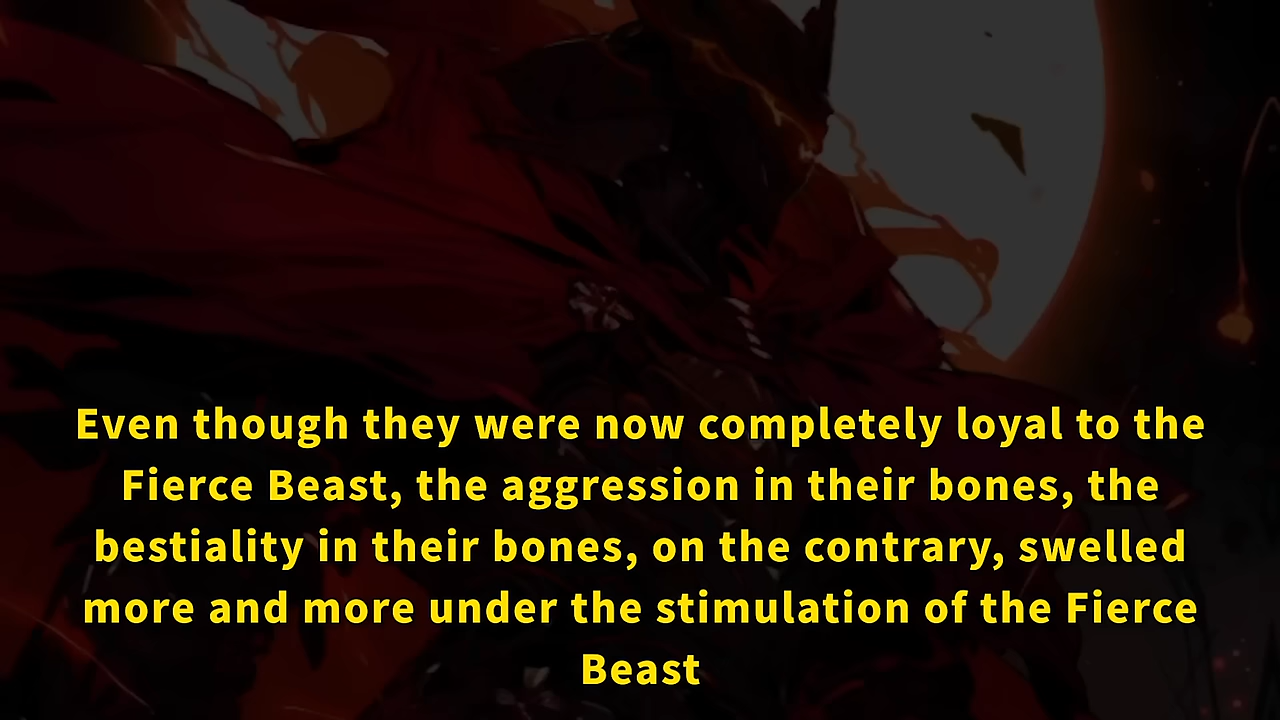 Even though they were now completely loyal to the
Fierce Beast, the aggression in their bones, the
bestiality in their bones, on the contrary, swelled
more and more under the stimulation of the Fierce
Beast